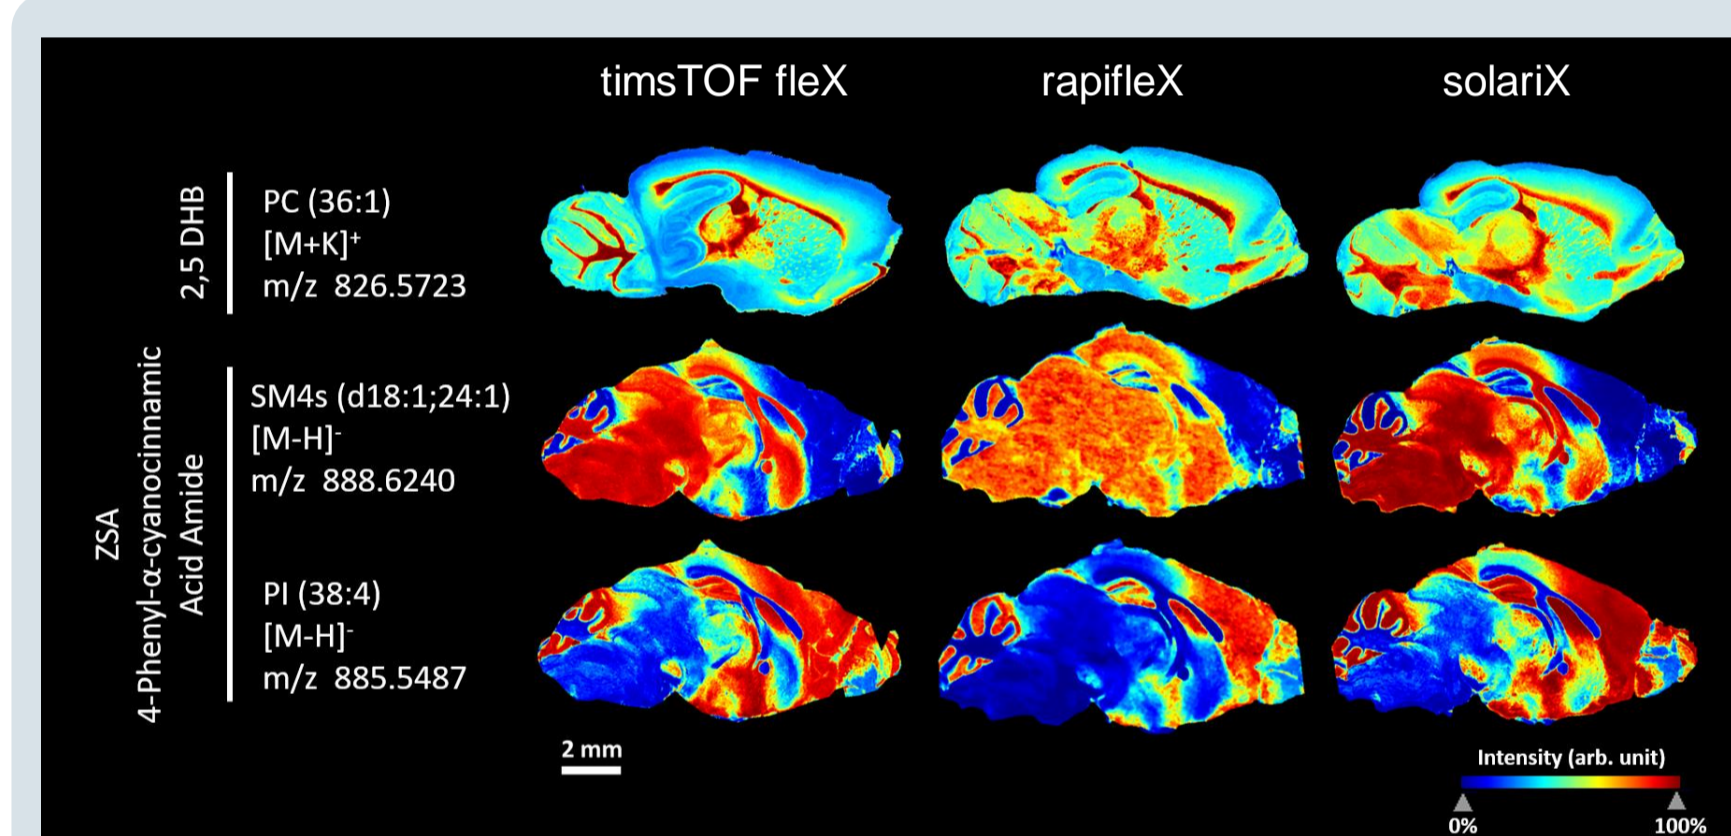 timsTOF fleX
rapifleX
solariX
2,5 DHB
PC (36:1)
[M+K]⁺
m/z 826.5723
ZSA
4-Phenyl-α-cyanocinnamic
Acid Amide
SM4s (d18:1;24:1)
[M-H]⁻
m/z 888.6240
PI (38:4)
[M-H]⁻
m/z 885.5487
2 mm
Intensity (arb. unit)
0%
100%